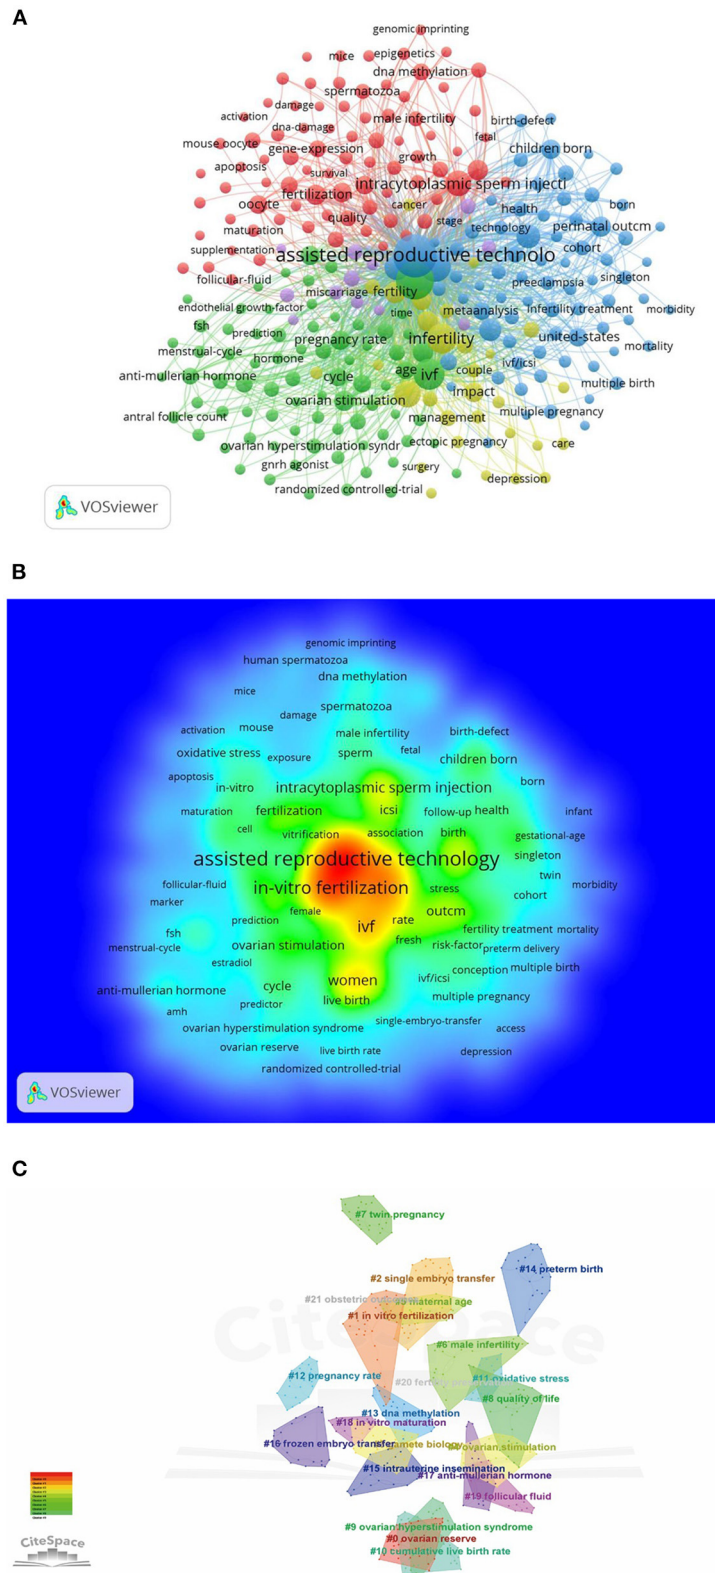 A
genomic imprinting
mice
epigenetics
dna methylation
spermatozoa
damage
activation
male infertility
birth-defect
dna-damage
fetal
mouse oocyte
gene-expression
children born
growth
apoptosis
survival
intracytoplasmic sperm injecti
fertilization
cancer
health
born
oocyte
quality
stage
technology
perinatal outcm
maturation
cohort
supplementation
assisted reproductive technolo
follicular-fluid
miscarriage
fertility
preeclampsia
singleton
endothelial growth-factor
time
metaanalysis
infertility treatment
morbidity
fsh
prediction
pregnancy rate
infertility
united-states
menstrual-cycle
hormone
mortality
anti-mullerian hormone
cycle
age
ivf
couple
ivf/icsi
multiple birth
ovarian stimulation
impact
antral follicle count
management
multiple pregnancy
ovarian hyperstimulation syndr
ectopic pregnancy
care
gnrh agonist
surgery
depression
randomized controlled-trial
VOSviewer
B
genomic imprinting
human spermatozoa
dna methylation
mice
spermatozoa
damage
activation
mouse
male infertility
birth-defect
oxidative stress
exposure
sperm
fetal
children born
apoptosis
in-vitro
intracytoplasmic sperm injection
born
maturation
fertilization
icsi
follow-up
health
infant
cell
vitrification
association
birth
gestational-age
assisted reproductive technology
singleton
follicular-fluid
in-vitro fertilization
stress
twin
morbidity
marker
cohort
female
outcm
prediction
rate
fsh
ivf
fertility treatment
mortality
menstrual-cycle
ovarian stimulation
fresh
risk-factor
preterm delivery
estradiol
conception
multiple birth
anti-mullerian hormone
cycle
women
ivf/icsi
amh
predictor
live birth
multiple pregnancy
ovarian hyperstimulation syndrome
single-embryo-transfer
access
ovarian reserve
live birth rate
depression
randomized controlled-trial
VOSviewer
C
CiteSpace
#7 twin pregnancy
#14 preterm birth
#2 single embryo transfer
#21 obstetric
maternal age
#1 in vitro fertilization
#6 male infertility
#12 pregnancy rate
#20 fertility
#11 oxidative stress
#8 quality of life
#13 dna methylation
#18 in vitro maturation
#16 frozen embryo transfer
gamete biology
ovarian stimulation
#15 intrauterine insemination
#17 anti-mullerian hormone
#19 follicular fluid
#9 ovarian hyperstimulation syndrome
#0 ovarian reserve
#10 cumulative live birth rate
CiteSpace